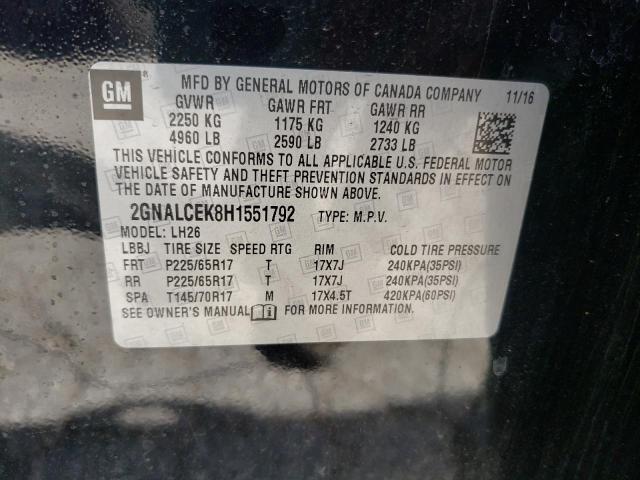 GM ® MFD BY GENERAL MOTORS OF CANADA COMPANY 11/16
GVWR GAWR FRT GAWR RR
2250 KG 1175 KG 1240 KG
4960 LB 2590 LB 2733 LB
THIS VEHICLE CONFORMS TO ALL APPLICABLE U.S. FEDERAL MOTOR
VEHICLE SAFETY AND THEFT PREVENTION STANDARDS IN EFFECT ON
THE DATE OF MANUFACTURE SHOWN ABOVE.
2GNALCEK8H1551792 TYPE: M.P.V.
MODEL: LH26
LBBJ TIRE SIZE SPEED RTG RIM COLD TIRE PRESSURE
FRT P225/65R17 T 17X7J 240KPA(35PSI)
RR P225/65R17 T 17X7J 240KPA(35PSI)
SPA T145/70R17 M 17X4.5T 420KPA(60PSI)
SEE OWNER'S MANUAL FOR MORE INFORMATION